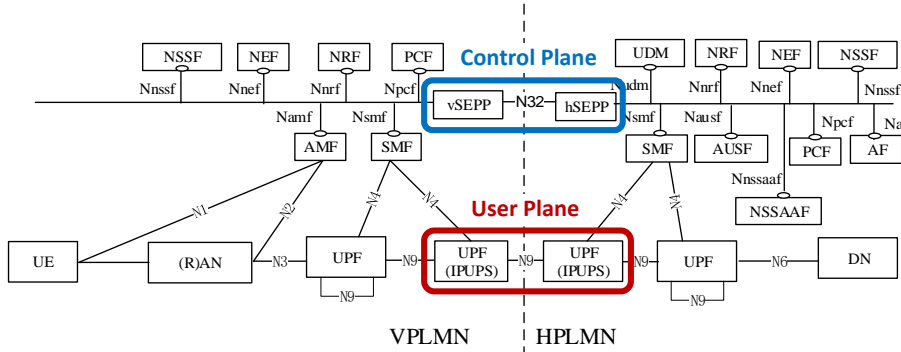 NSSF NEF NRF PCF Control Plane UDM NRF NEF NSSF
Nnssf Nnef Nnrf Npcf Nudm Nnrf Nnef Nnssf
vSEPP N32 hSEPP
Namf Nsmf Nsmf Nausf Npcf Na
AMF SMF SMF AUSF PCF AF
Nnssaaf
N1 N2 N4 N4 N4 N4
NSSAAF
User Plane
UE (R)AN N3 UPF N9 UPF N9 UPF N9 UPF N6 DN
(IPUPS) (IPUPS)
N9 N9
VPLMN HPLMN